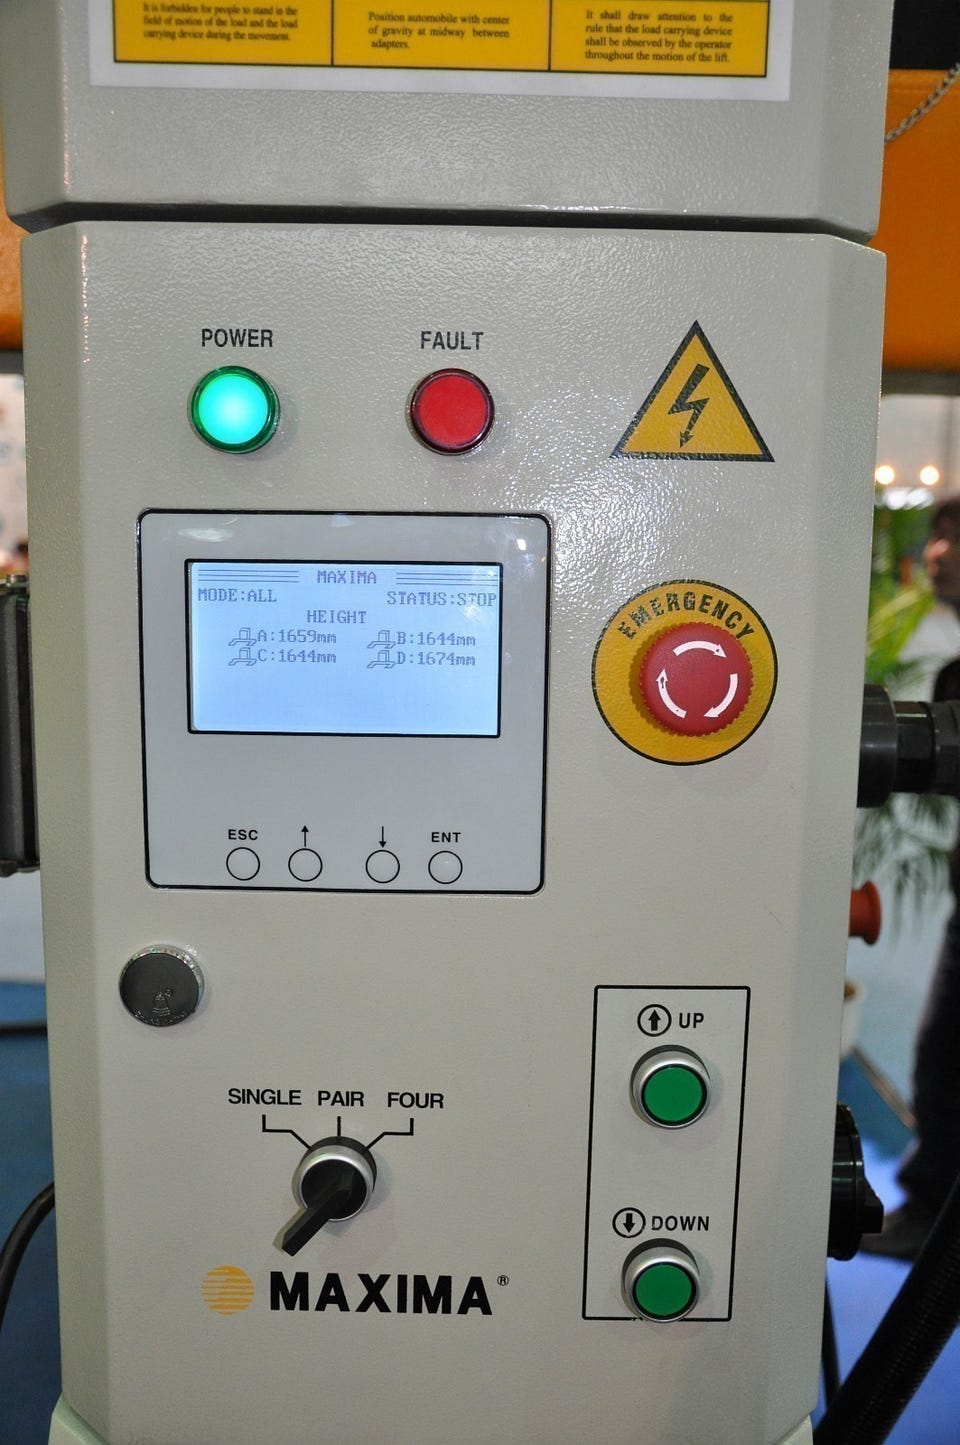 It is forbidden for people to stand in the
field of motion of the load and the load
carrying device during the movement.
Position automobile with center
of gravity at midway between
adapters.
It shall draw attention to the
rule that the load carrying device
shall be observed by the operator
throughout the motion of the lift.
POWER
FAULT
MAXIMA
MODE:ALL STATUS:STOP
HEIGHT
A:1659mm B:1644mm
C:1644mm D:1674mm
EMERGENCY
ESC ↑ ↓ ENT
UP
SINGLE PAIR FOUR
DOWN
MAXIMA®